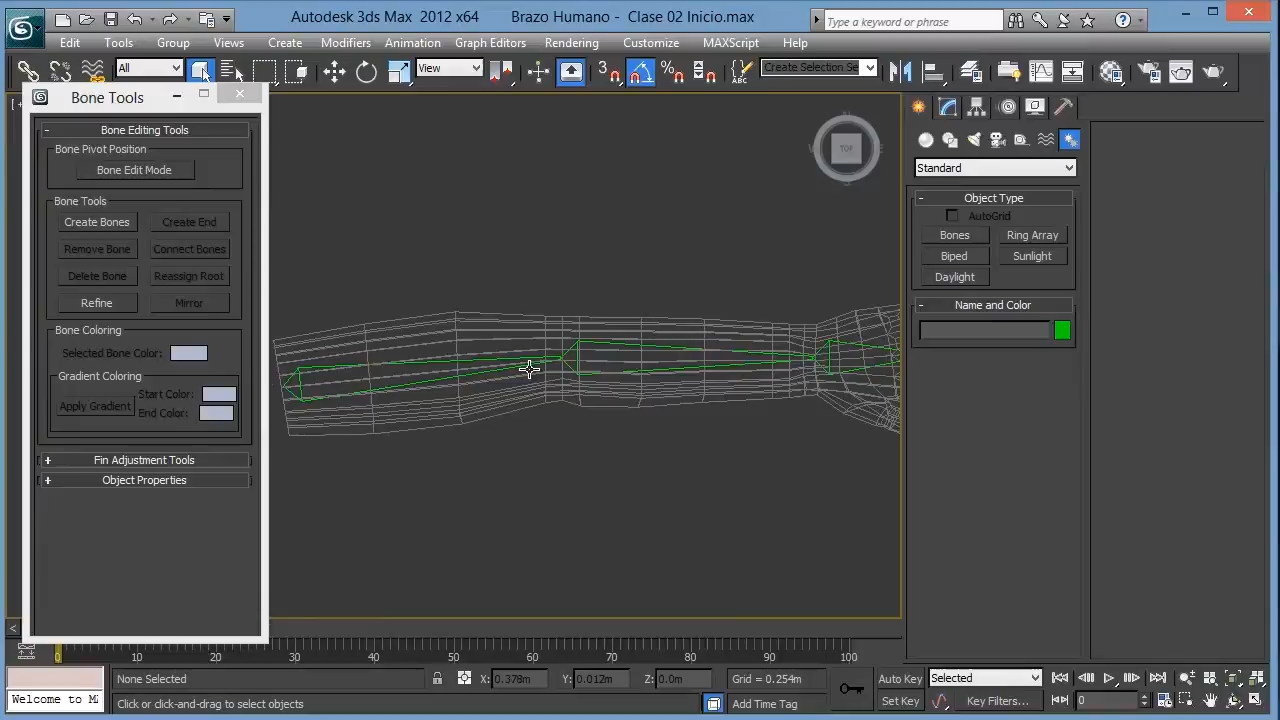 Autodesk 3ds Max 2012 x64 Brazo Humano - Clase 02 Inicio.max
Type a keyword or phrase
Edit Tools Group Views Create Modifiers Animation Graph Editors Rendering Customize MAXScript Help
All
View
3
Create Selection Se
Bone Tools
[+
Bone Editing Tools
Bone Pivot Position
Bone Edit Mode
Bone Tools
Create Bones Create End
Remove Bone Connect Bones
Delete Bone Reassign Root
Refine Mirror
Bone Coloring
Selected Bone Color:
Gradient Coloring
Start Color:
Apply Gradient
End Color:
Fin Adjustment Tools
Object Properties
TOP
Standard
Object Type
AutoGrid
Bones Ring Array
Biped Sunlight
Daylight
Name and Color
0 10 20 30 40 50 60 70 80 90 100
None Selected X: 0.378m Y: 0.012m Z: 0.0m Grid = 0.254m Auto Key Selected
Welcome to M
Click or click-and-drag to select objects Add Time Tag Set Key Key Filters... 0